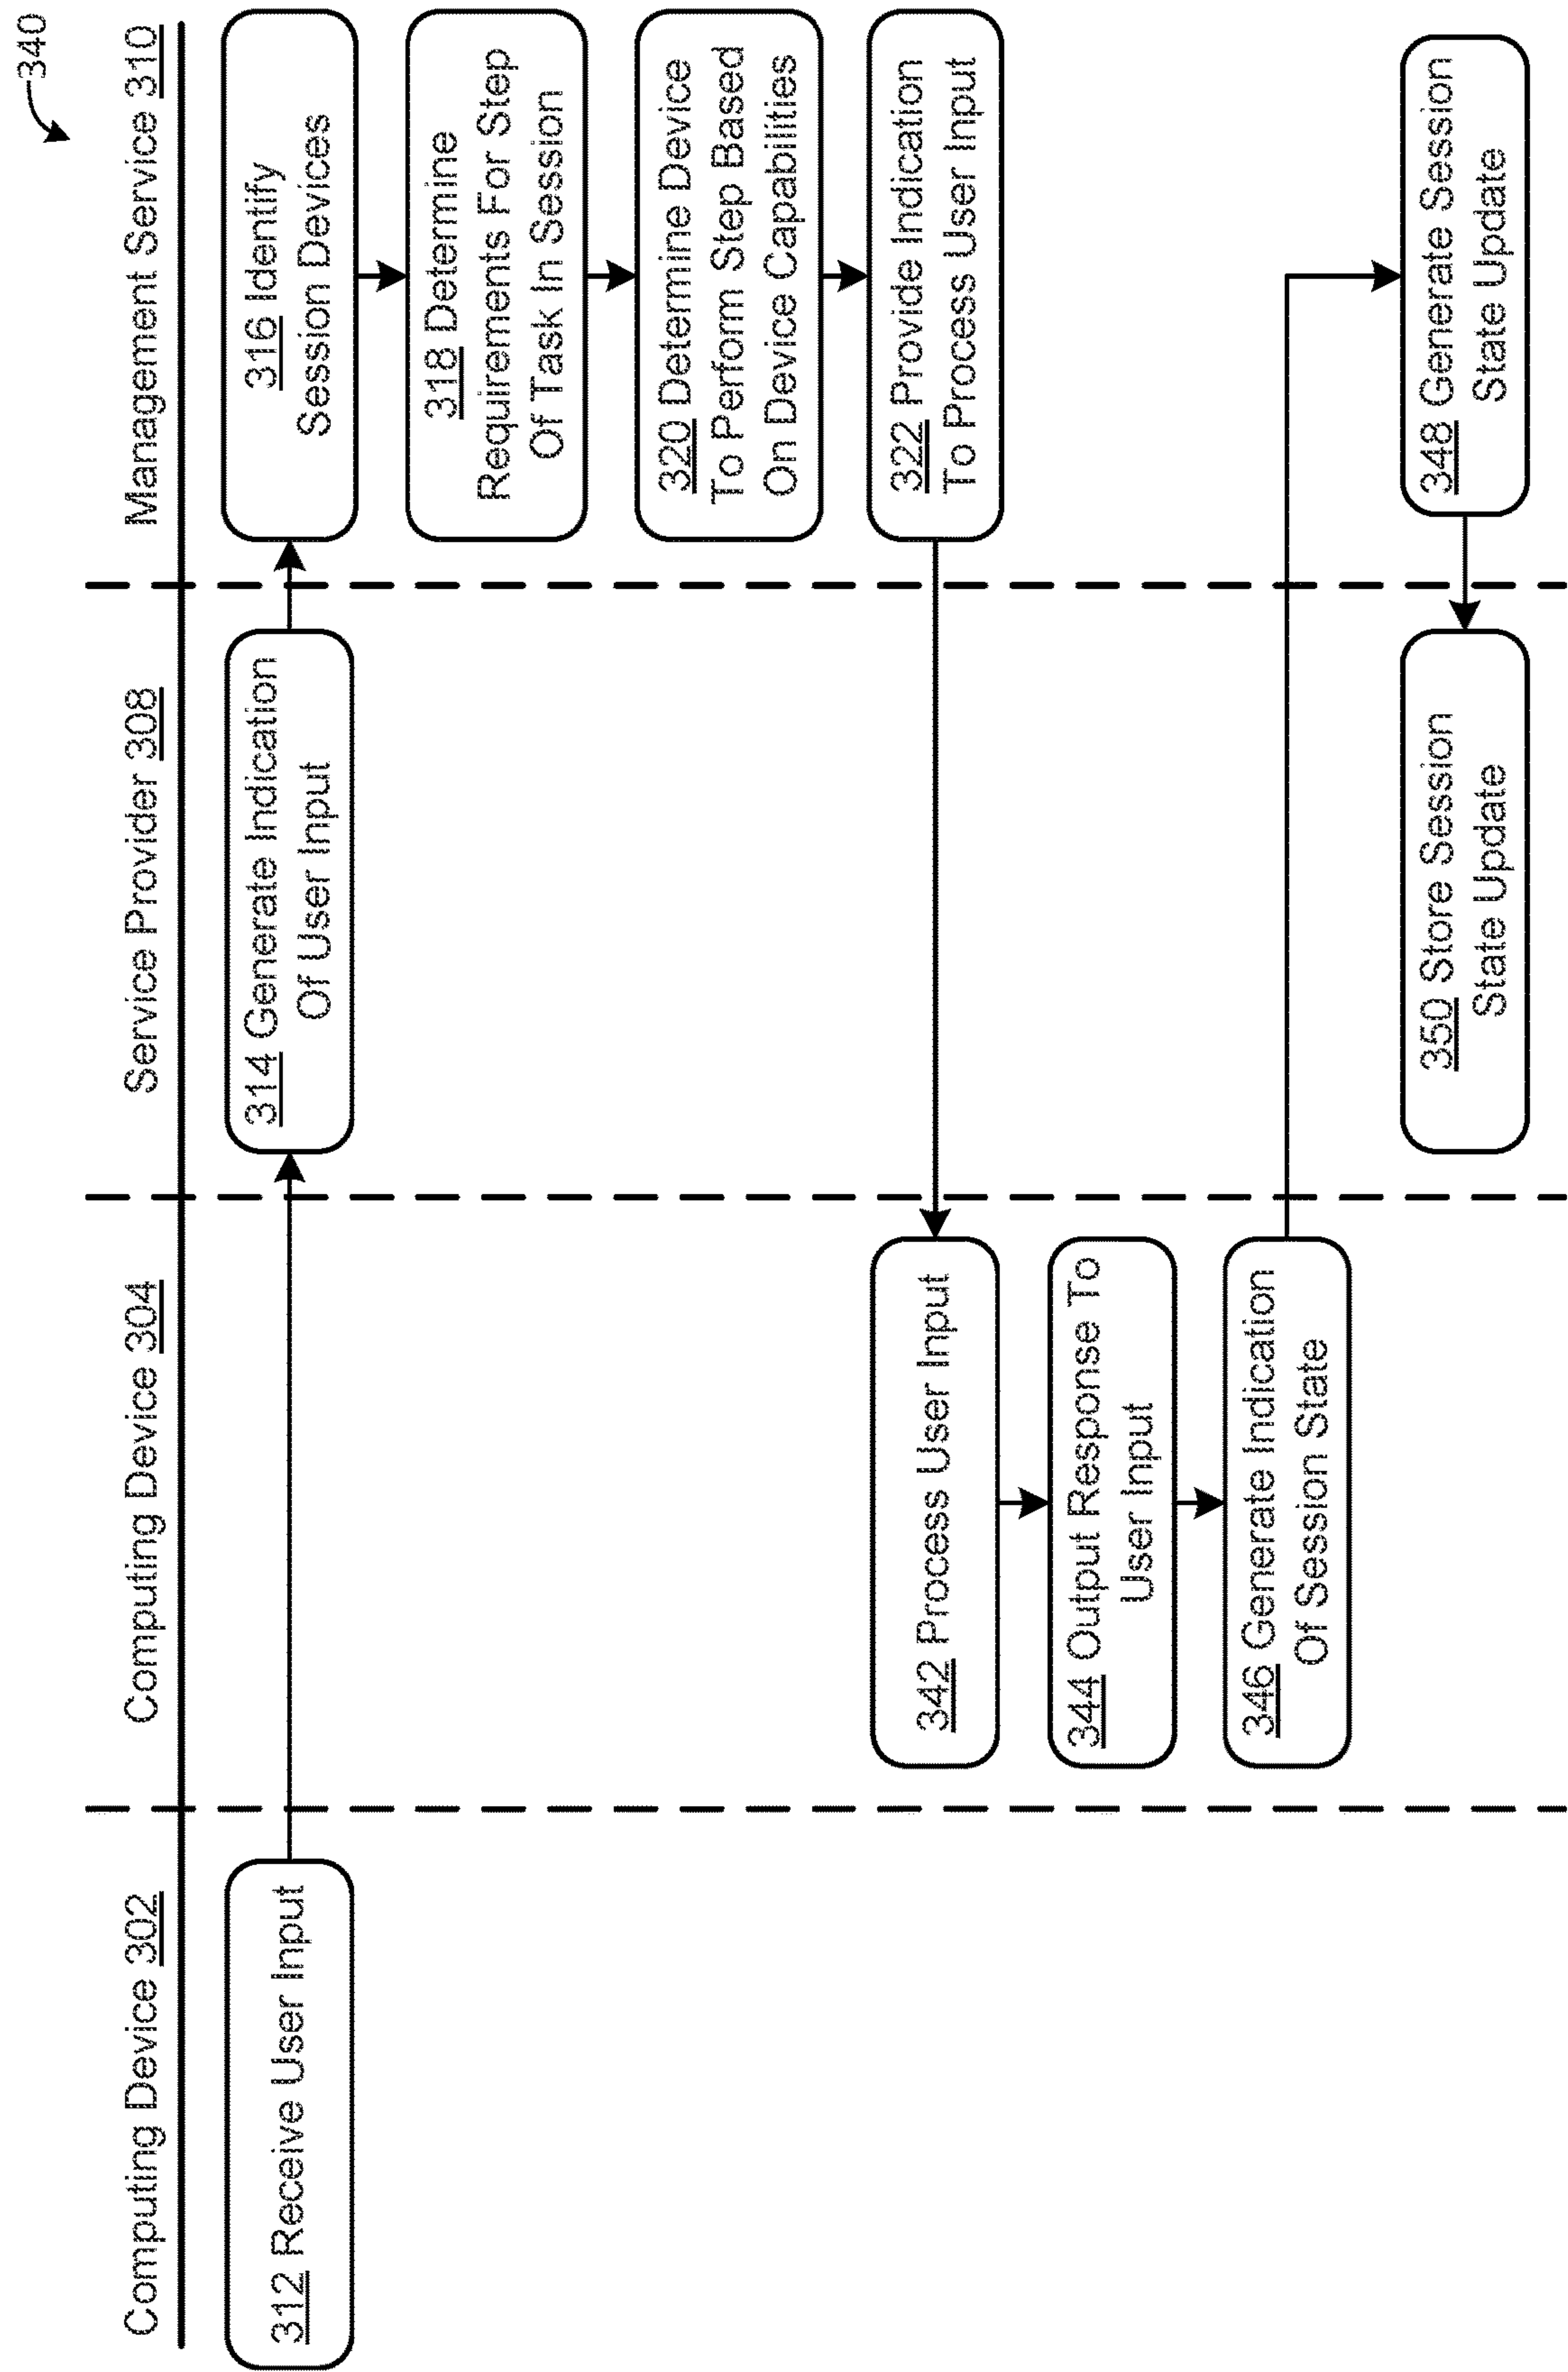 340
Computing Device 302
Computing Device 304
Service Provider 308
Management Service 310
312 Receive User Input
314 Generate Indication
Of User Input
316 Identify
Session Devices
318 Determine
Requirements For Step
Of Task In Session
320 Determine Device
To Perform Step Based
On Device Capabilities
322 Provide Indication
To Process User Input
342 Process User Input
344 Output Response To
User Input
346 Generate Indication
Of Session State
348 Generate Session
State Update
350 Store Session
State Update